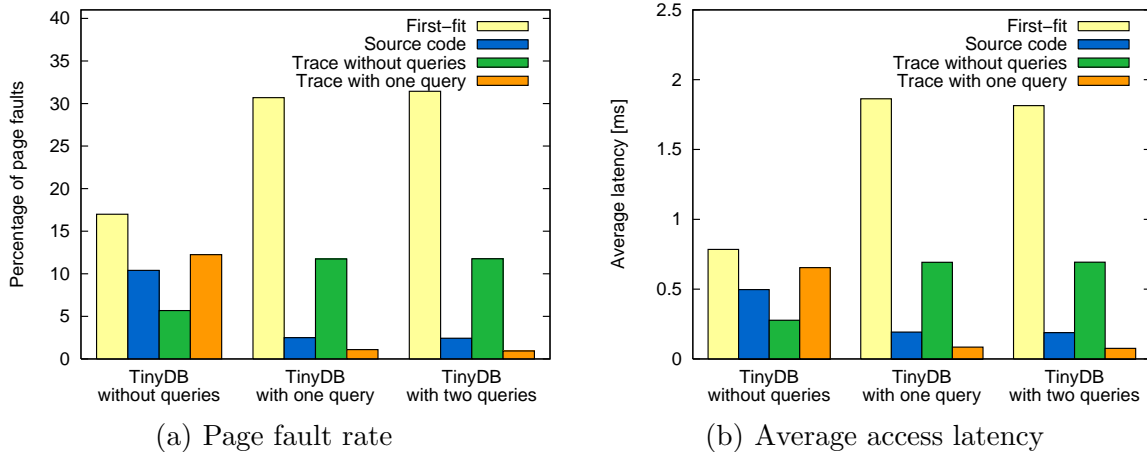 Percentage of page faults
40
35
30
25
20
15
10
5
0
First−fit
Source code
Trace without queries
Trace with one query
TinyDB
without queries
TinyDB
with one query
TinyDB
with two queries
(a) Page fault rate
Average latency [ms]
2.5
2
1.5
1
0.5
0
First−fit
Source code
Trace without queries
Trace with one query
TinyDB
without queries
TinyDB
with one query
TinyDB
with two queries
(b) Average access latency